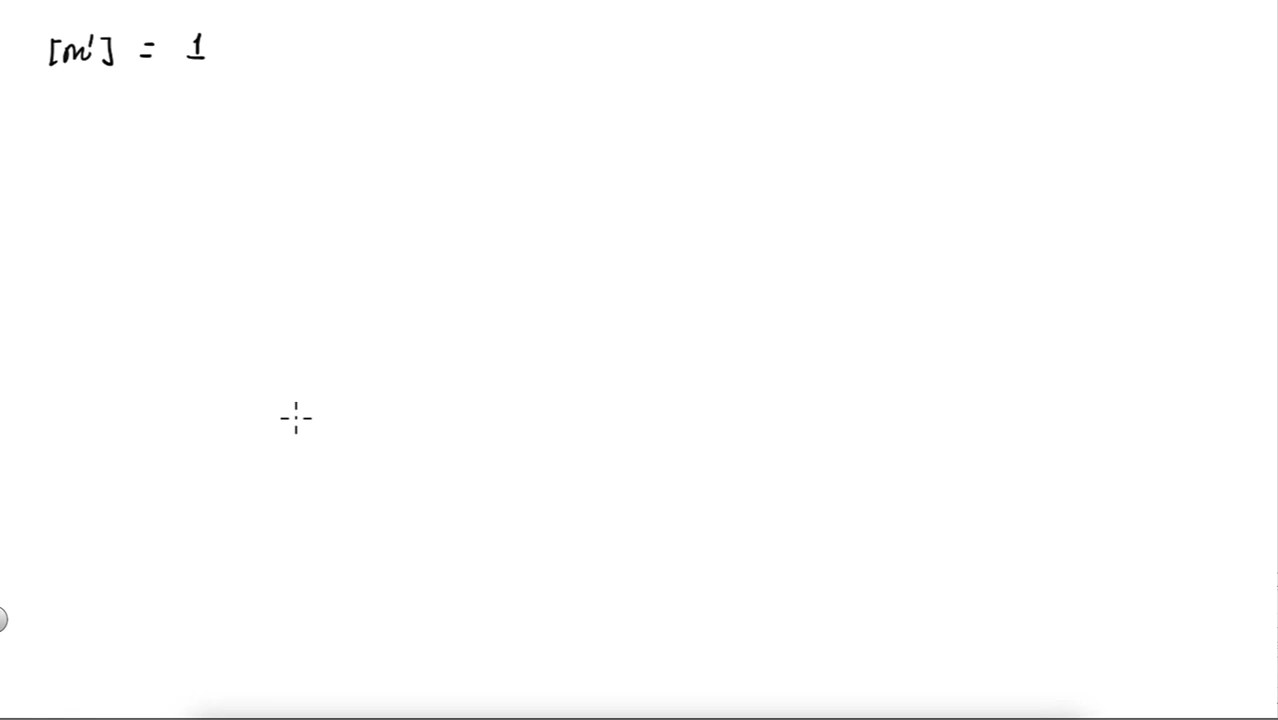 [m'] = 1